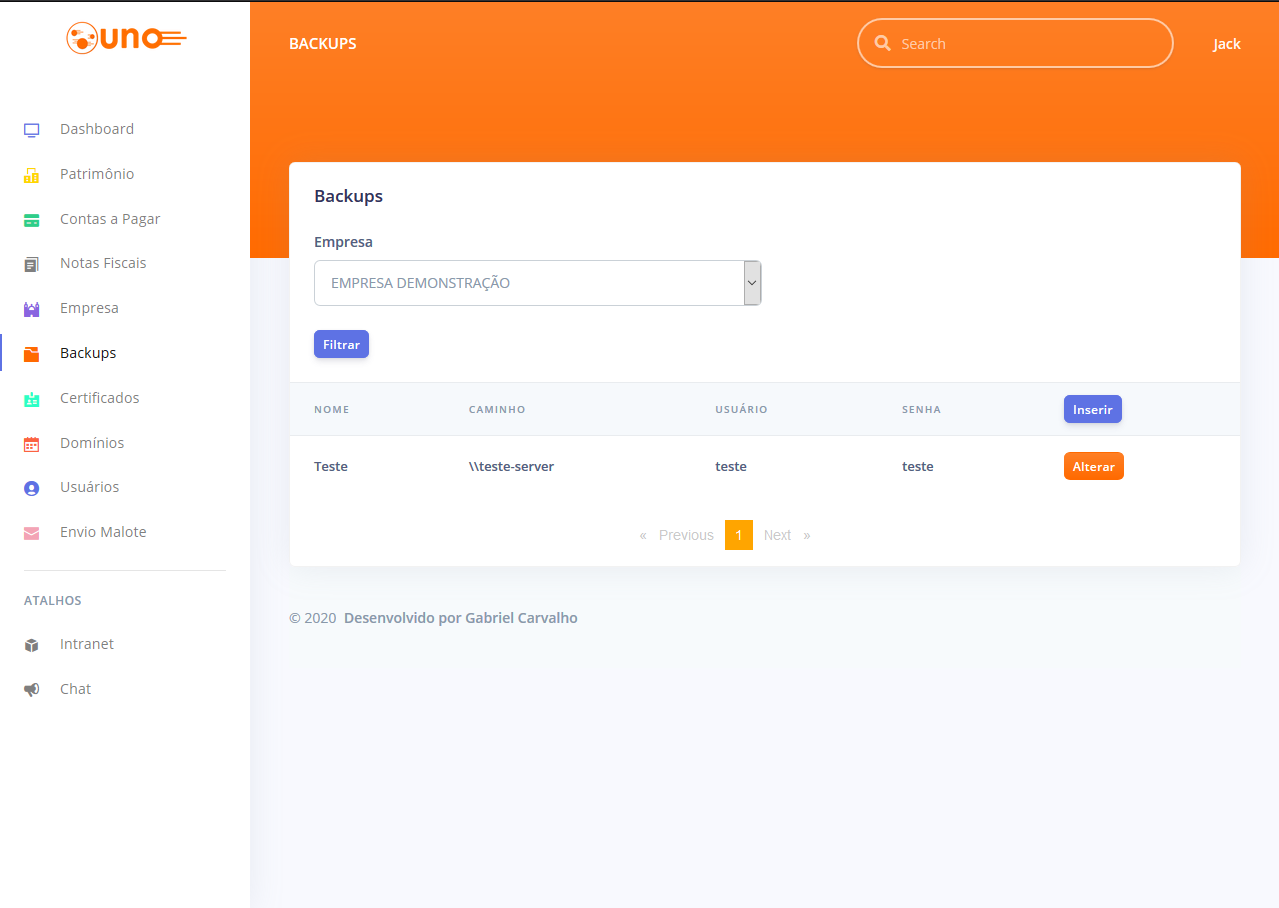 uno
BACKUPS
Search
Jack
Dashboard
Patrimônio
Contas a Pagar
Notas Fiscais
Empresa
Backups
Certificados
Domínios
Usuários
Envio Malote
ATALHOS
Intranet
Chat
Backups
Empresa
EMPRESA DEMONSTRAÇÃO
Filtrar
NOME CAMINHO USUÁRIO SENHA Inserir
Teste \\teste-server teste teste Alterar
« Previous 1 Next »
© 2020 Desenvolvido por Gabriel Carvalho